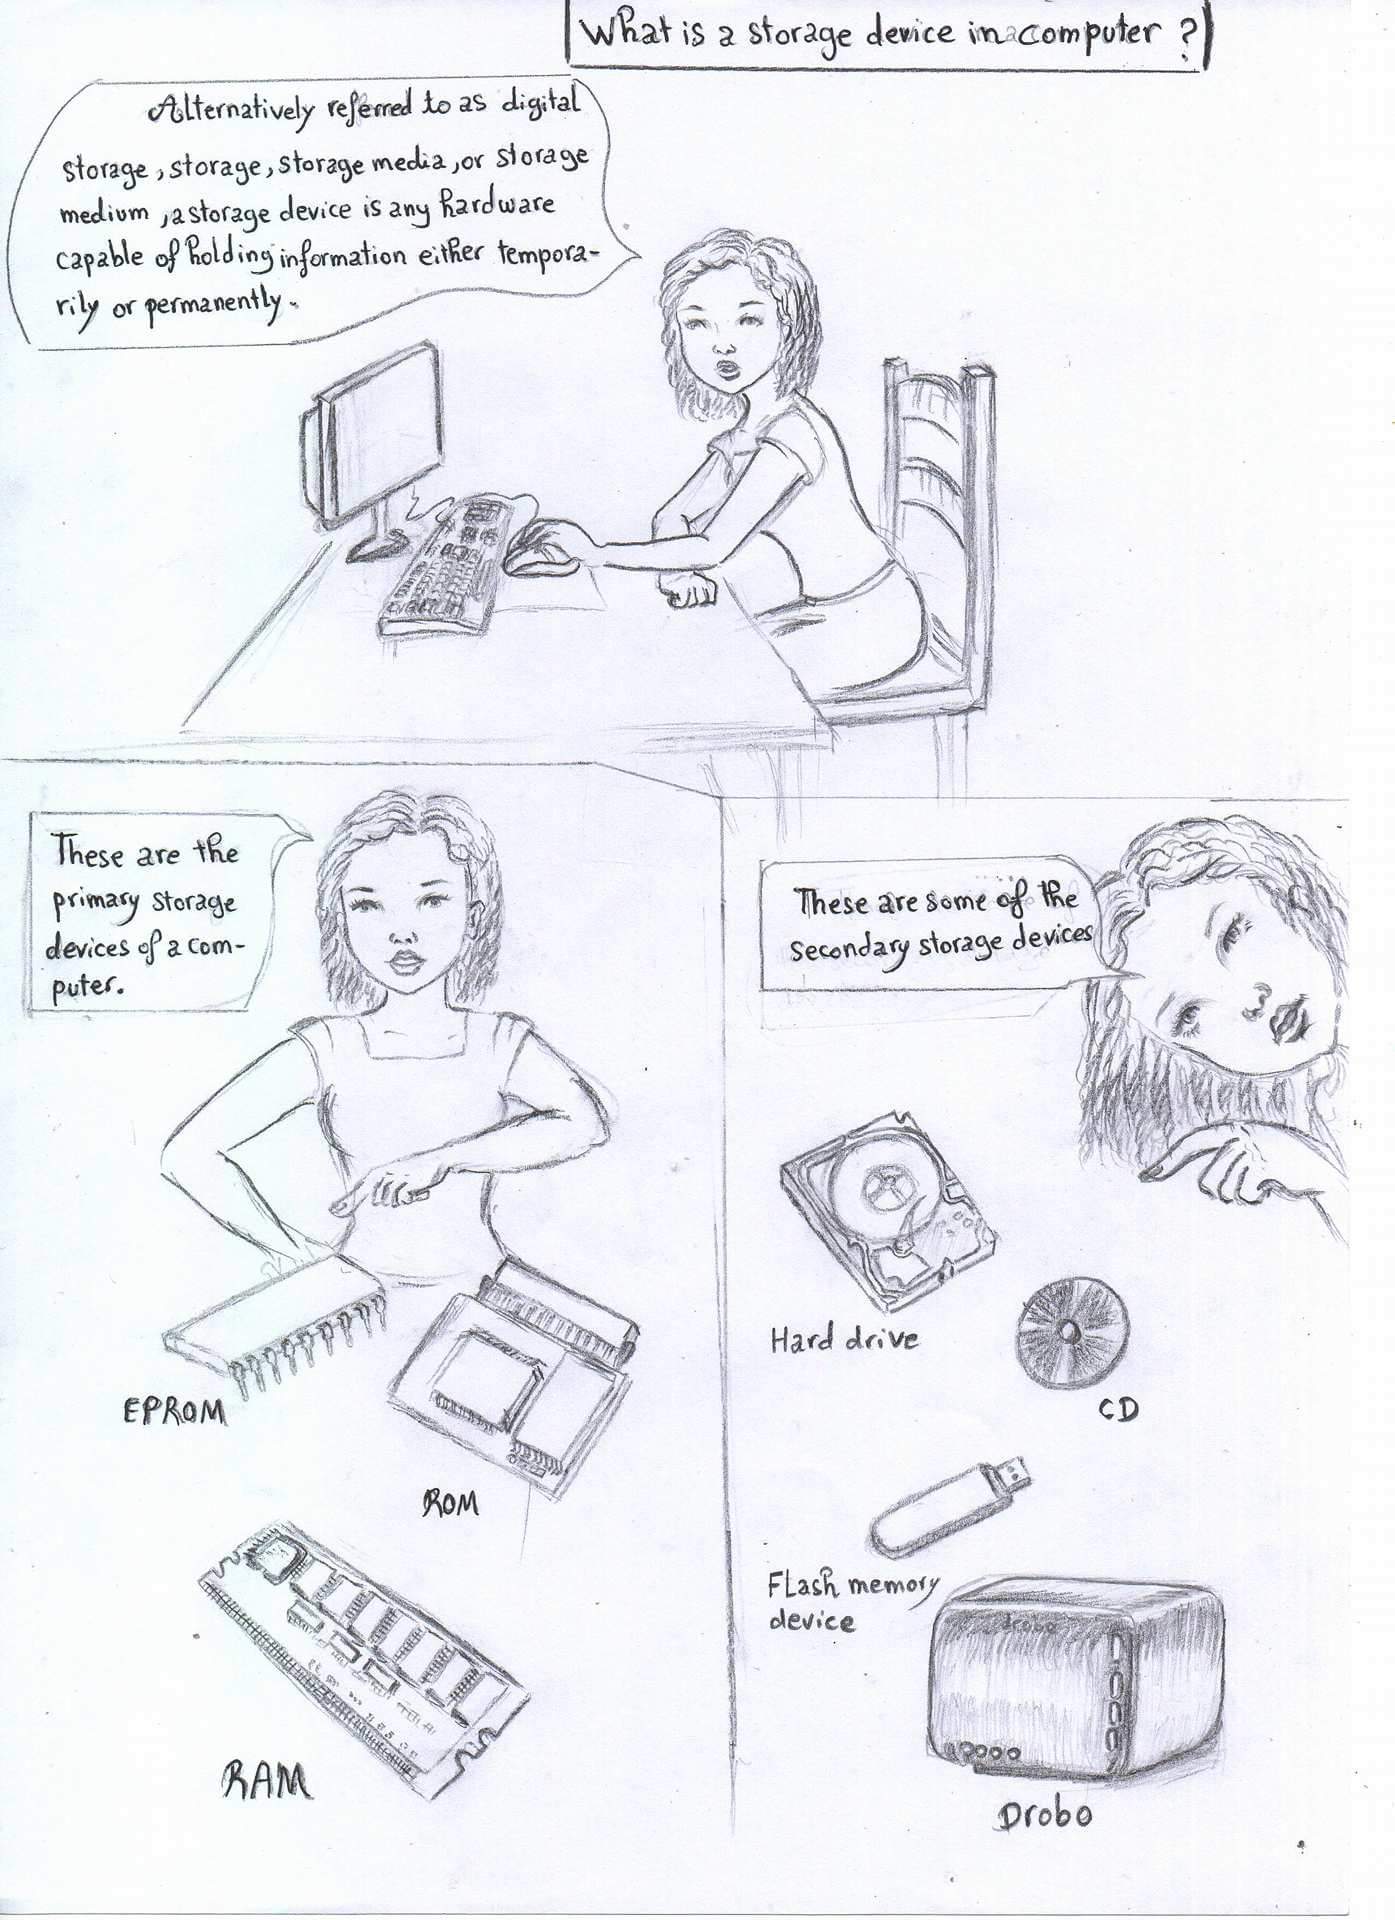 What is a storage device in a computer ?
Alternatively referred to as digital
storage, storage, storage media, or storage
medium, a storage device is any hardware
capable of holding information either tempora-
rily or permanently.
These are the
primary storage
devices of a com-
puter.
These are some of the
secondary storage devices
EPROM
ROM
RAM
Hard drive
CD
Flash memory
device
drobo
Drobo